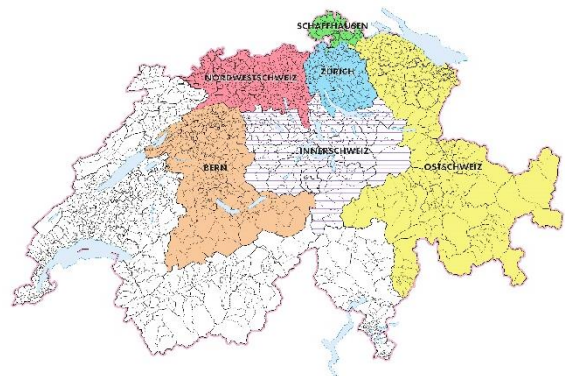 SCHAFFHAUSEN
NORDWESTSCHWEIZ
ZÜRICH
INNERSCHWEIZ
BERN
OSTSCHWEIZ